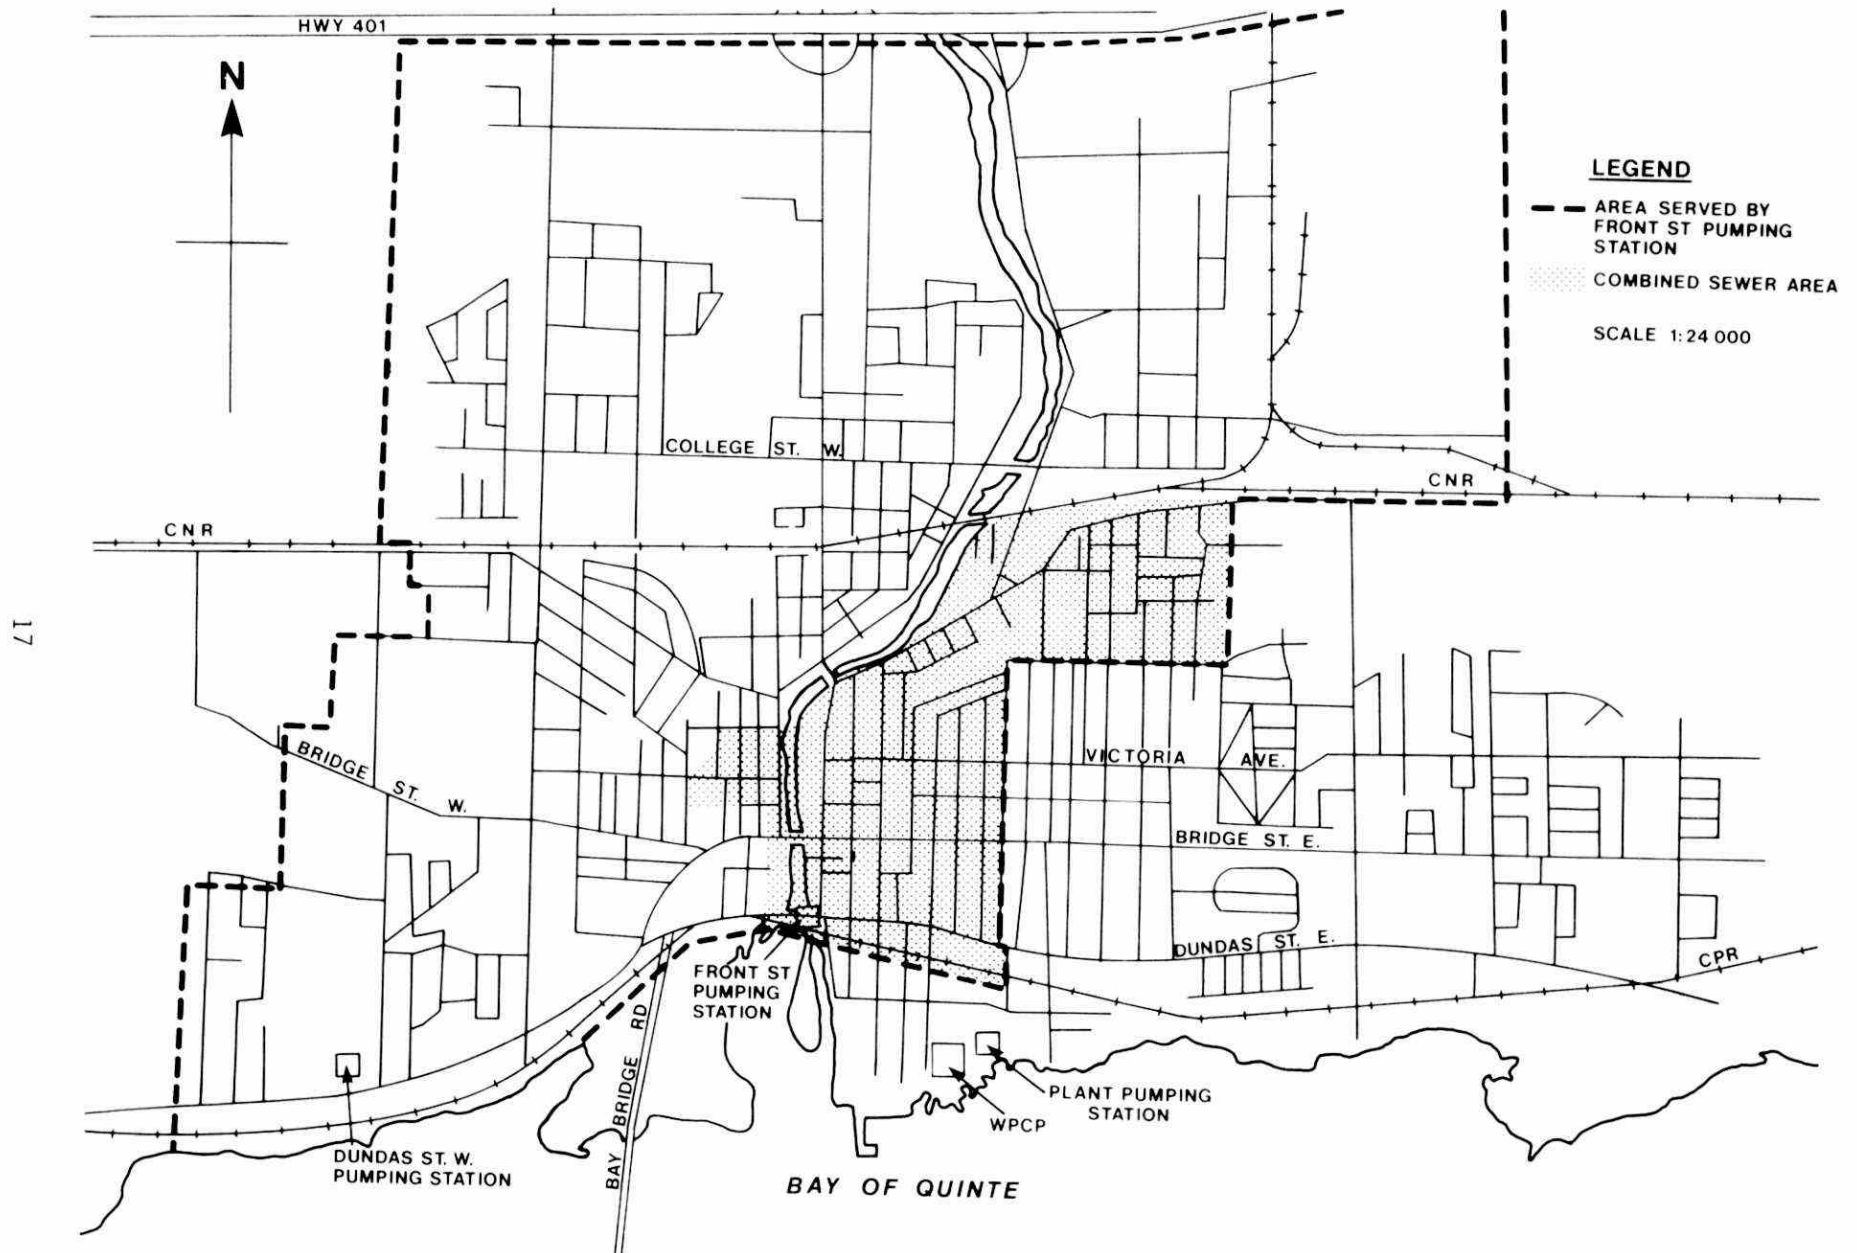 HWY 401
N
LEGEND
AREA SERVED BY
FRONT ST PUMPING
STATION
COMBINED SEWER AREA
SCALE 1:24 000
COLLEGE ST. W.
CNR
CNR
17
BRIDGE ST. W.
VICTORIA AVE.
BRIDGE ST. E.
DUNDAS ST. E.
CPR
FRONT ST
PUMPING
STATION
BAY BRIDGE RD
PLANT PUMPING
STATION
WPCP
DUNDAS ST. W.
PUMPING STATION
BAY OF QUINTE